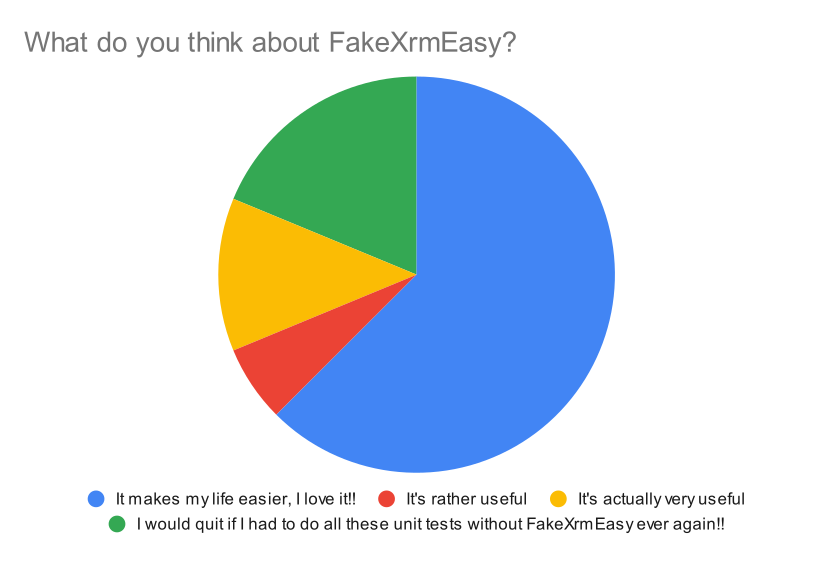 What do you think about FakeXrmEasy?
It makes my life easier, I love it!! It's rather useful It's actually very useful
I would quit if I had to do all these unit tests without FakeXrmEasy ever again!!